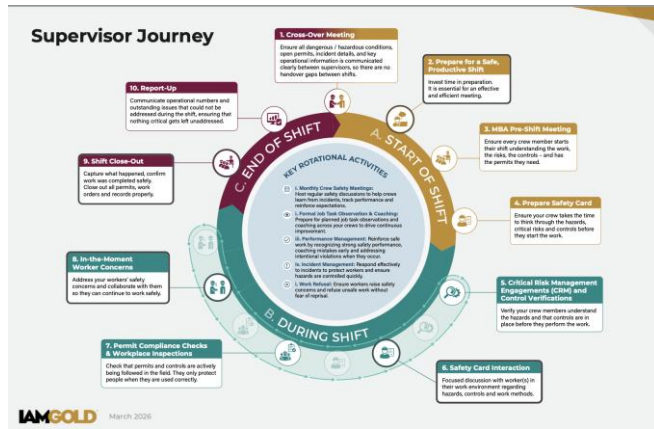 Supervisor Journey
1. Cross-Over Meeting
Ensure all dangerous / hazardous conditions,
open permits, incident details, and key
operational information is communicated
clearly between supervisors, so there are no
handover gaps between shifts.
2. Prepare for a Safe,
Productive Shift
Invest time in preparation.
It is essential for an effective
and efficient meeting.
3. MBA Pre-Shift Meeting
Ensure every crew member starts
their shift understanding the work,
the risks, the controls – and has
the permits they need.
4. Prepare Safety Card
Ensure your crew takes the time
to think through the hazards,
critical risks and controls before
they start the work.
5. Critical Risk Management
Engagements (CRM) and
Control Verifications
Verify your crew members understand
the hazards and that controls are in
place before they perform the work.
6. Safety Card Interaction
Focused discussion with worker(s) in
their work environment regarding
hazards, controls and work methods.
7. Permit Compliance Checks
& Workplace Inspections
Check that permits and controls are actively
being followed in the field. They only protect
people when they are used correctly.
8. In-the-Moment
Worker Concerns
Address your workers' safety
concerns and collaborate with them
so they can continue to work safely.
9. Shift Close-Out
Capture what happened, confirm
work was completed safely.
Close out all permits, work
orders and records properly.
10. Report-Up
Communicate operational numbers and
outstanding issues that could not be
addressed during the shift, ensuring that
nothing critical gets left unaddressed.
A. START OF SHIFT
B. DURING SHIFT
C. END OF SHIFT
KEY ROTATIONAL ACTIVITIES
i. Monthly Crew Safety Meetings:
Host regular safety discussions to help crews
learn from incidents, track performance and
reinforce expectations.
ii. Formal Job Task Observation & Coaching:
Prepare for planned job task observations and
coaching across your crews to drive continuous
improvement.
iii. Performance Management: Reinforce safe
work by recognizing strong safety performance,
coaching mistakes early and addressing
intentional violations when they occur.
iv. Incident Management: Respond effectively
to incidents to protect workers and ensure
hazards are controlled quickly.
v. Work Refusal: Ensure workers raise safety
concerns and refuse unsafe work without
fear of reprisal.
IAMGOLD
March 2026